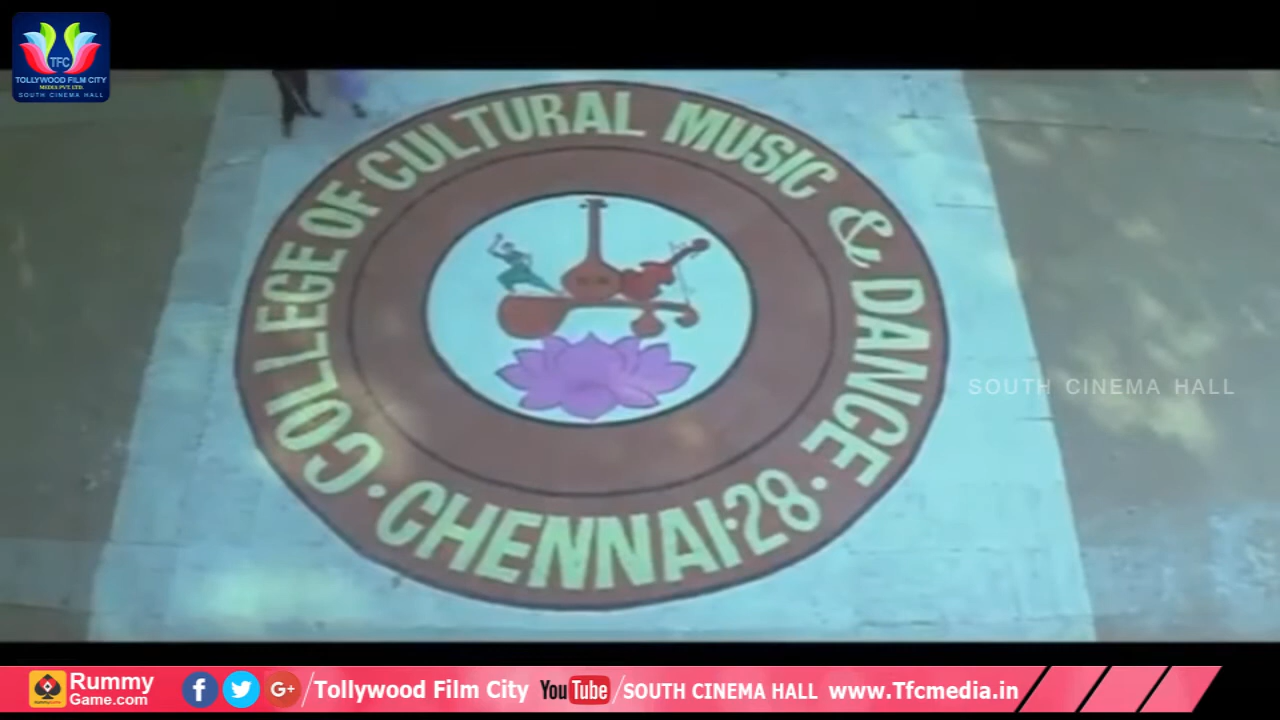 TFC
TOLLYWOOD FILM CITY
MEDIA PVT. LTD.
SOUTH CINEMA HALL
COLLEGE OF CULTURAL MUSIC & DANCE
· CHENNAI·28 ·
SOUTH CINEMA HALL
Rummy
Game.com
f G+ Tollywood Film City YouTube SOUTH CINEMA HALL www.Tfcmedia.in